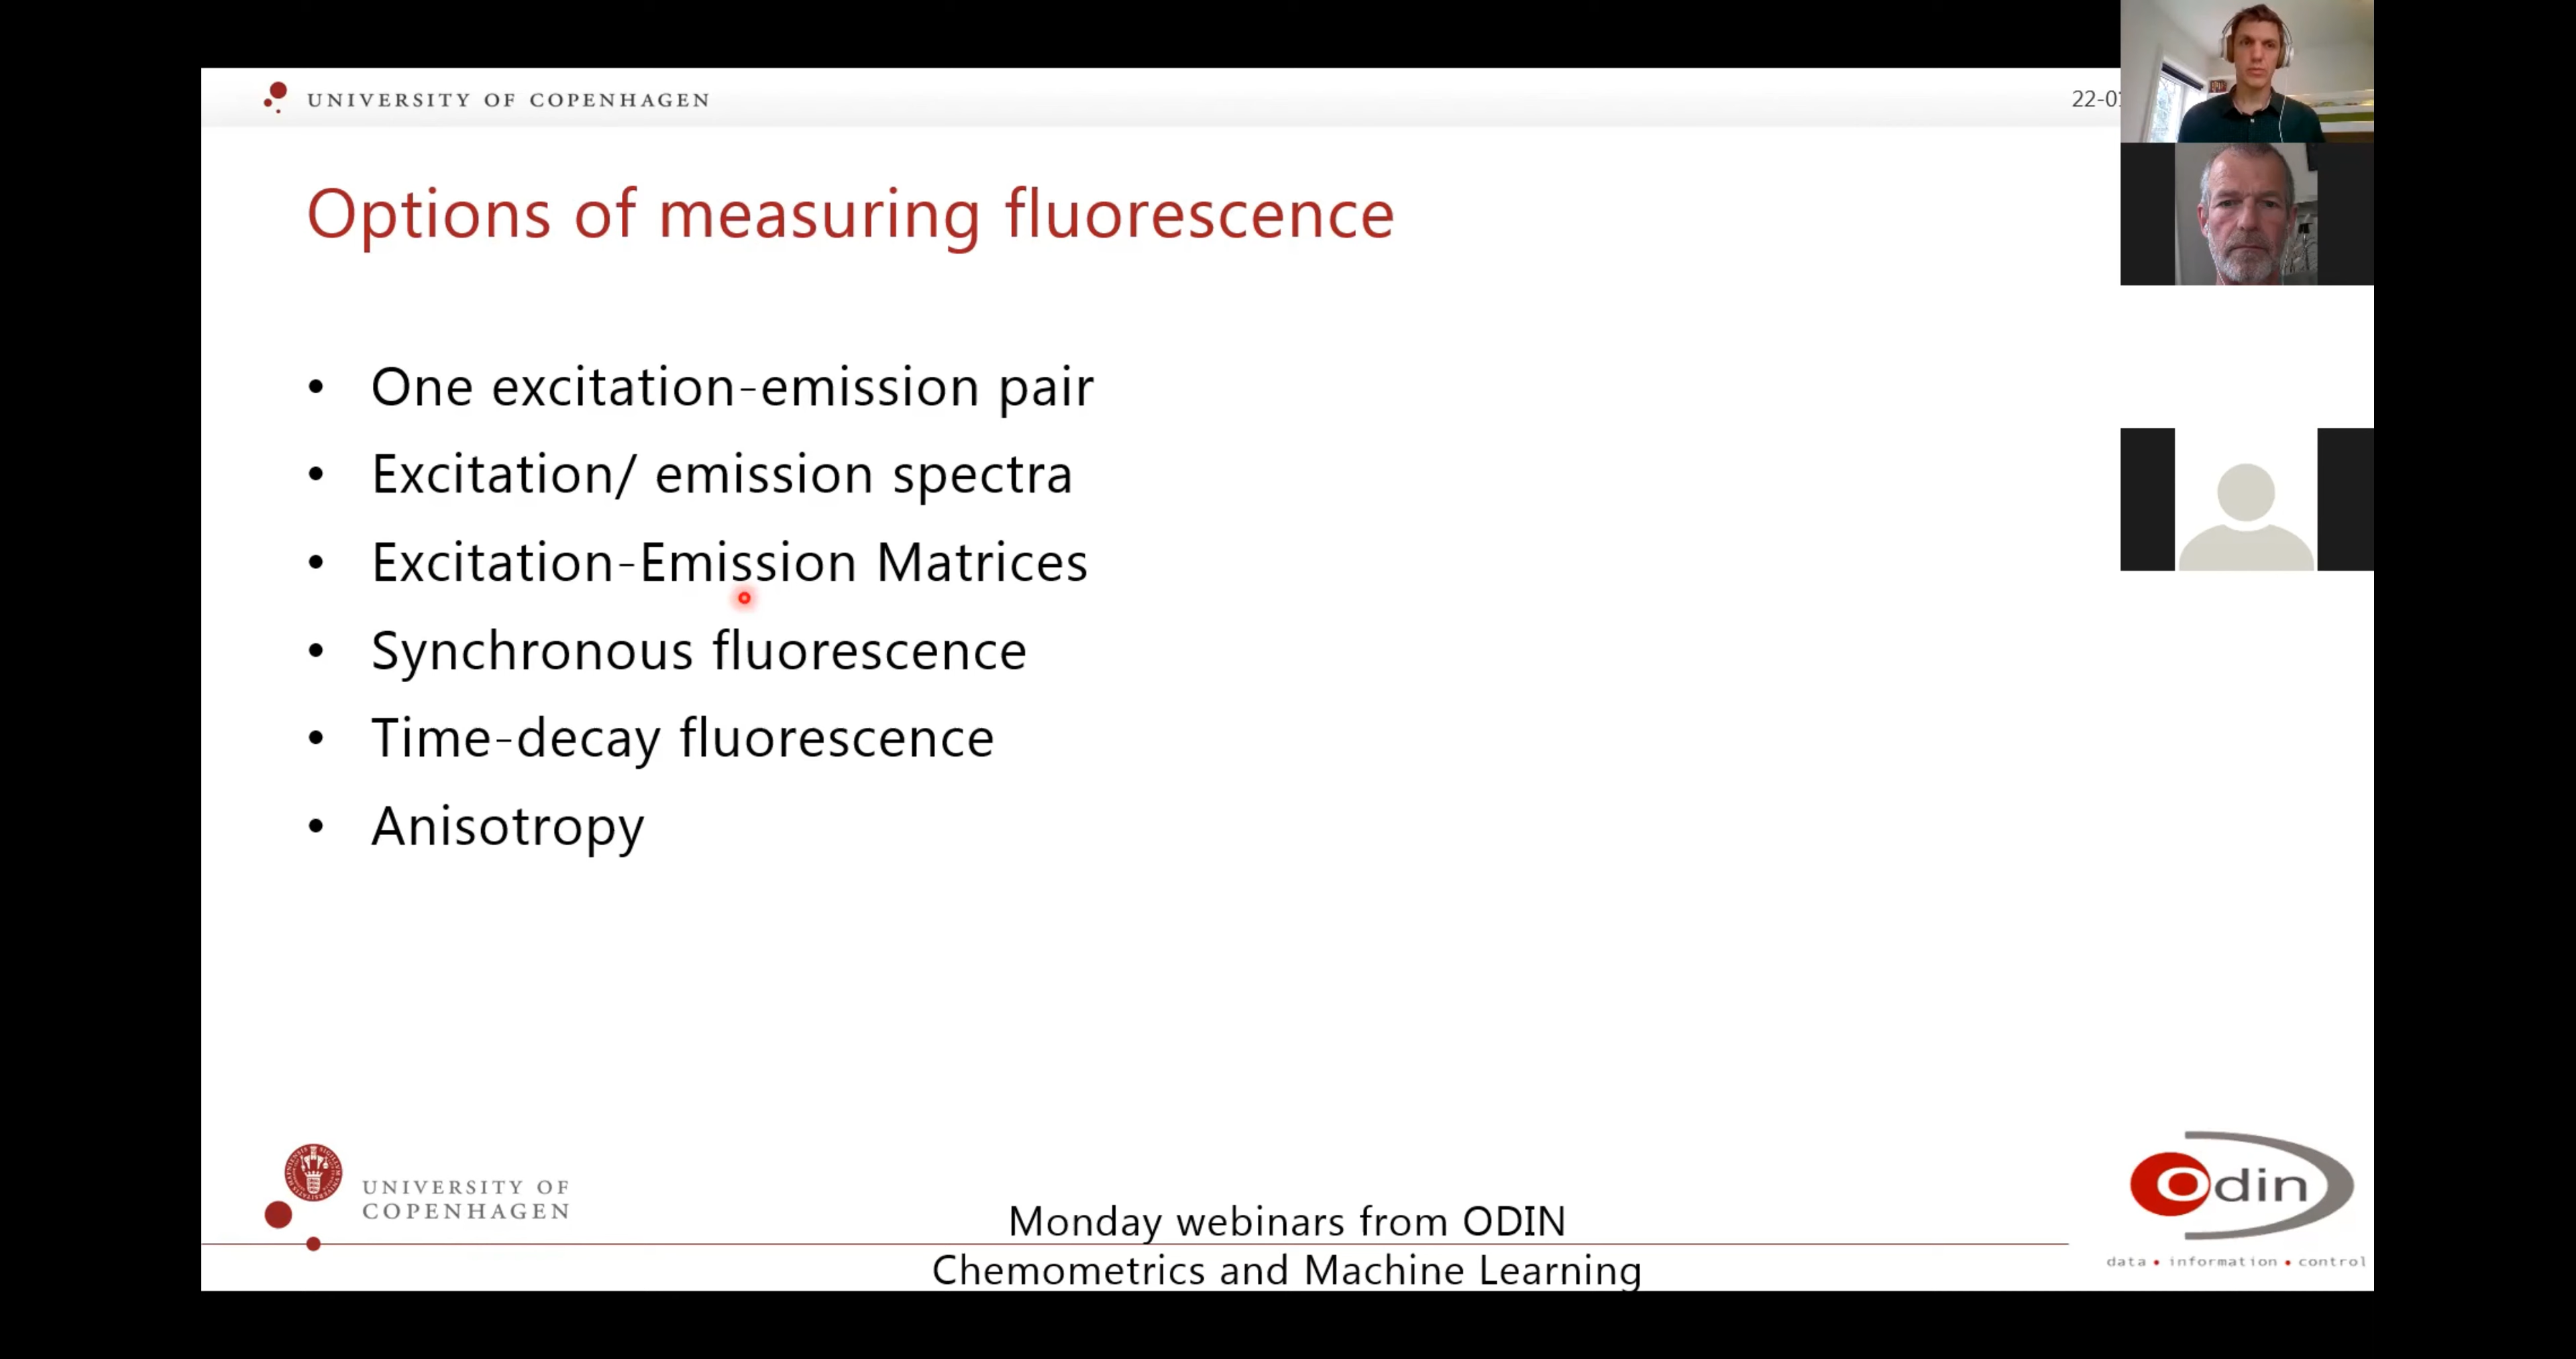 UNIVERSITY OF COPENHAGEN
22-0
Options of measuring fluorescence
• One excitation-emission pair
• Excitation/ emission spectra
• Excitation-Emission Matrices
• Synchronous fluorescence
• Time-decay fluorescence
• Anisotropy
UNIVERSITY OF
COPENHAGEN
Monday webinars from ODIN
Chemometrics and Machine Learning
Odin
data • information • control